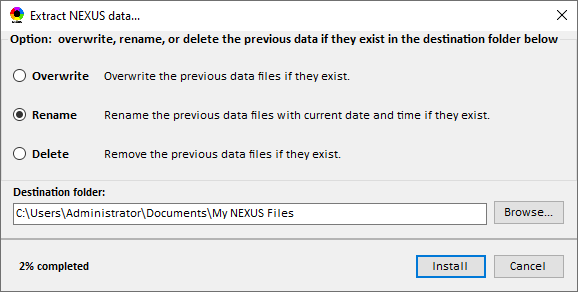 Extract NEXUS data...
Option: overwrite, rename, or delete the previous data if they exist in the destination folder below
Overwrite Overwrite the previous data files if they exist.
Rename Rename the previous data files with current date and time if they exist.
Delete Remove the previous data files if they exist.
Destination folder:
C:\Users\Administrator\Documents\My NEXUS Files Browse...
2% completed Install Cancel